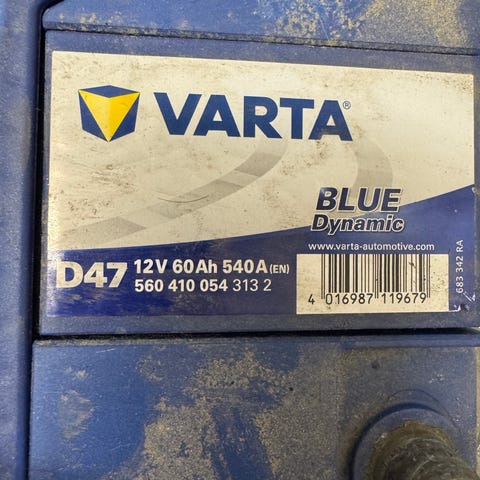 VARTA®
BLUE
Dynamic
www.varta-automotive.com
D47 12V 60Ah 540A (EN)
560 410 054 313 2
4 016987 119679
683 342 RA